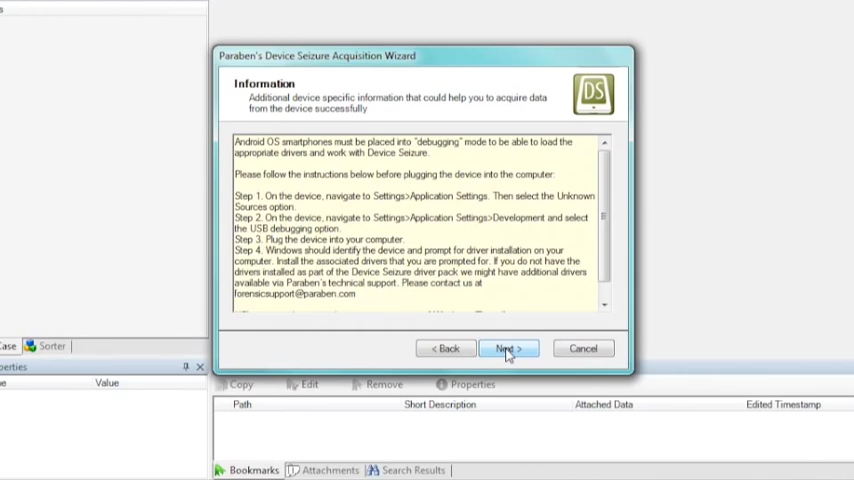 s
Paraben's Device Seizure Acquisition Wizard
Information
Additional device specific information that could help you to acquire data
from the device successfully
DS
Android OS smartphones must be placed into "debugging" mode to be able to load the
appropriate drivers and work with Device Seizure.
Please follow the instructions below before plugging the device into the computer:
Step 1. On the device, navigate to Settings>Application Settings. Then select the Unknown
Sources option.
Step 2. On the device, navigate to Settings>Application Settings>Development and select
the USB debugging option.
Step 3. Plug the device into your computer.
Step 4. Windows should identify the device and prompt for driver installation on your
computer. Install the associated drivers that you are prompted for. If you do not have the
drivers installed as part of the Device Seizure driver pack we might have additional drivers
available via Paraben's technical support. Please contact us at
forensicsupport@paraben.com
< Back
Next >
Cancel
ase
Sorter
operties
e
Value
Copy
Edit
Remove
Properties
Path
Short Description
Attached Data
Edited Timestamp
Bookmarks
Attachments
Search Results